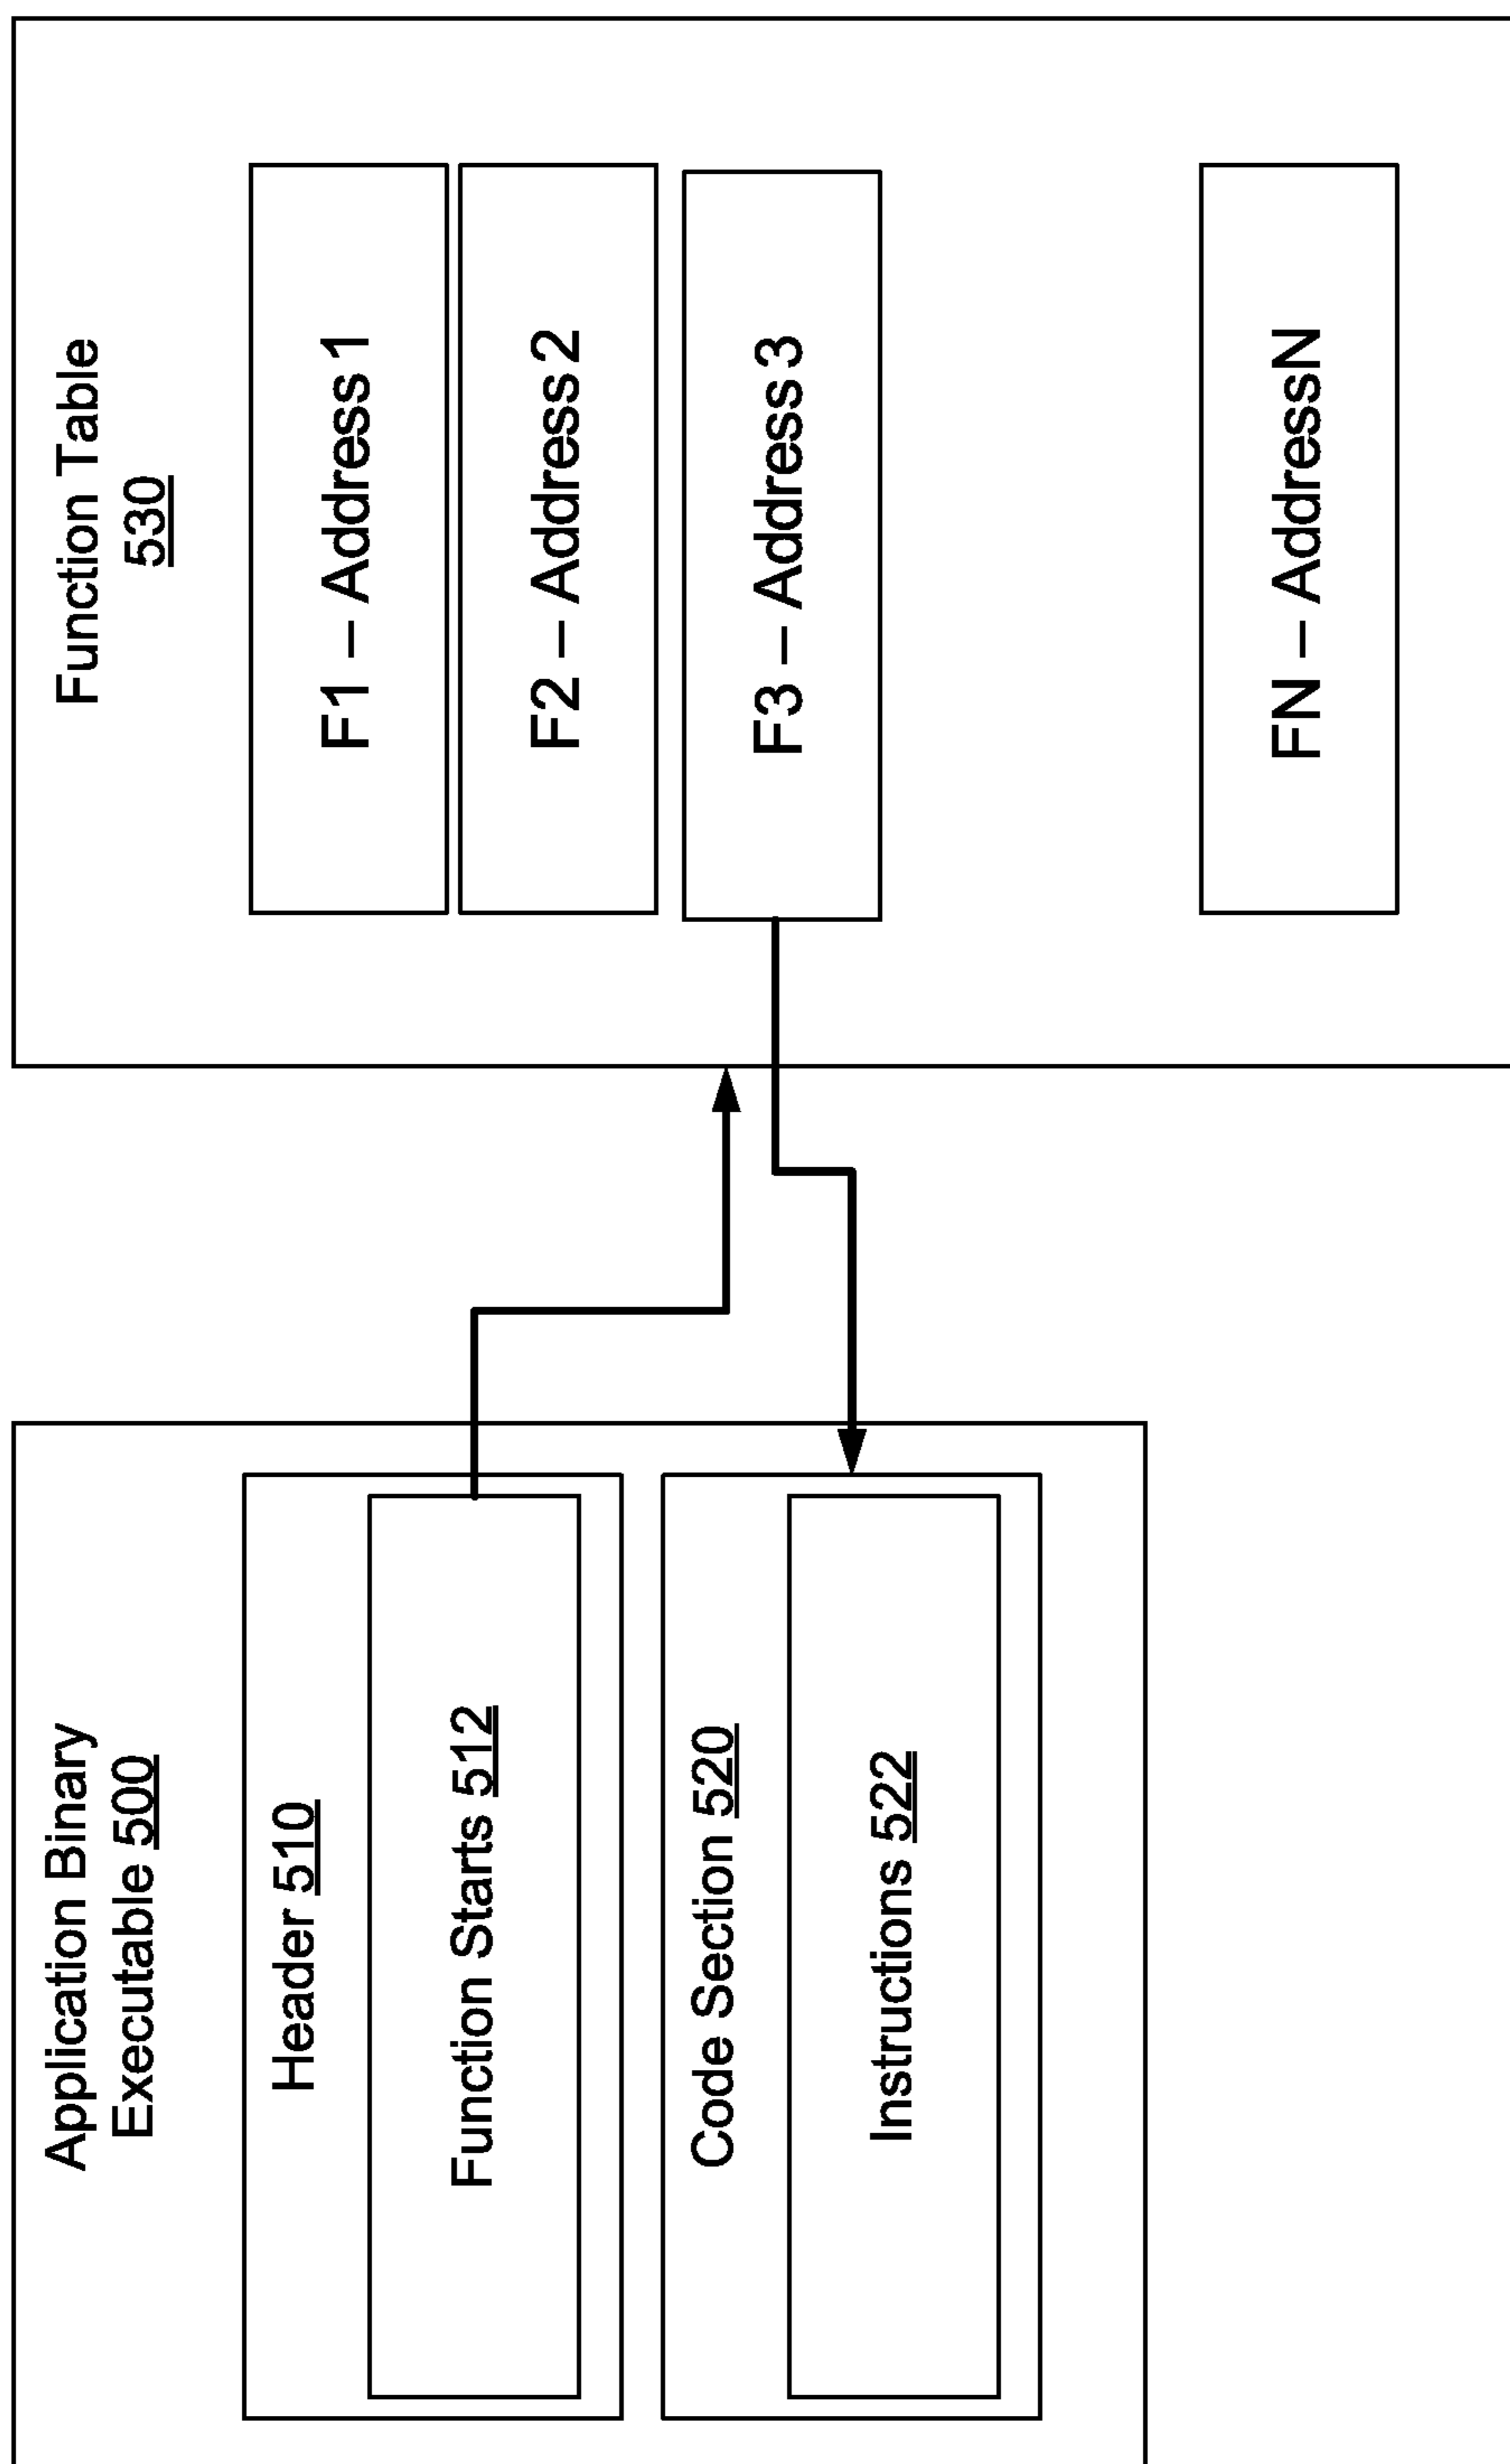 Application Binary
Executable 500
Header 510
Function Starts 512
Code Section 520
Instructions 522
Function Table
530
F1 – Address 1
F2 – Address 2
F3 – Address 3
FN – AddressN